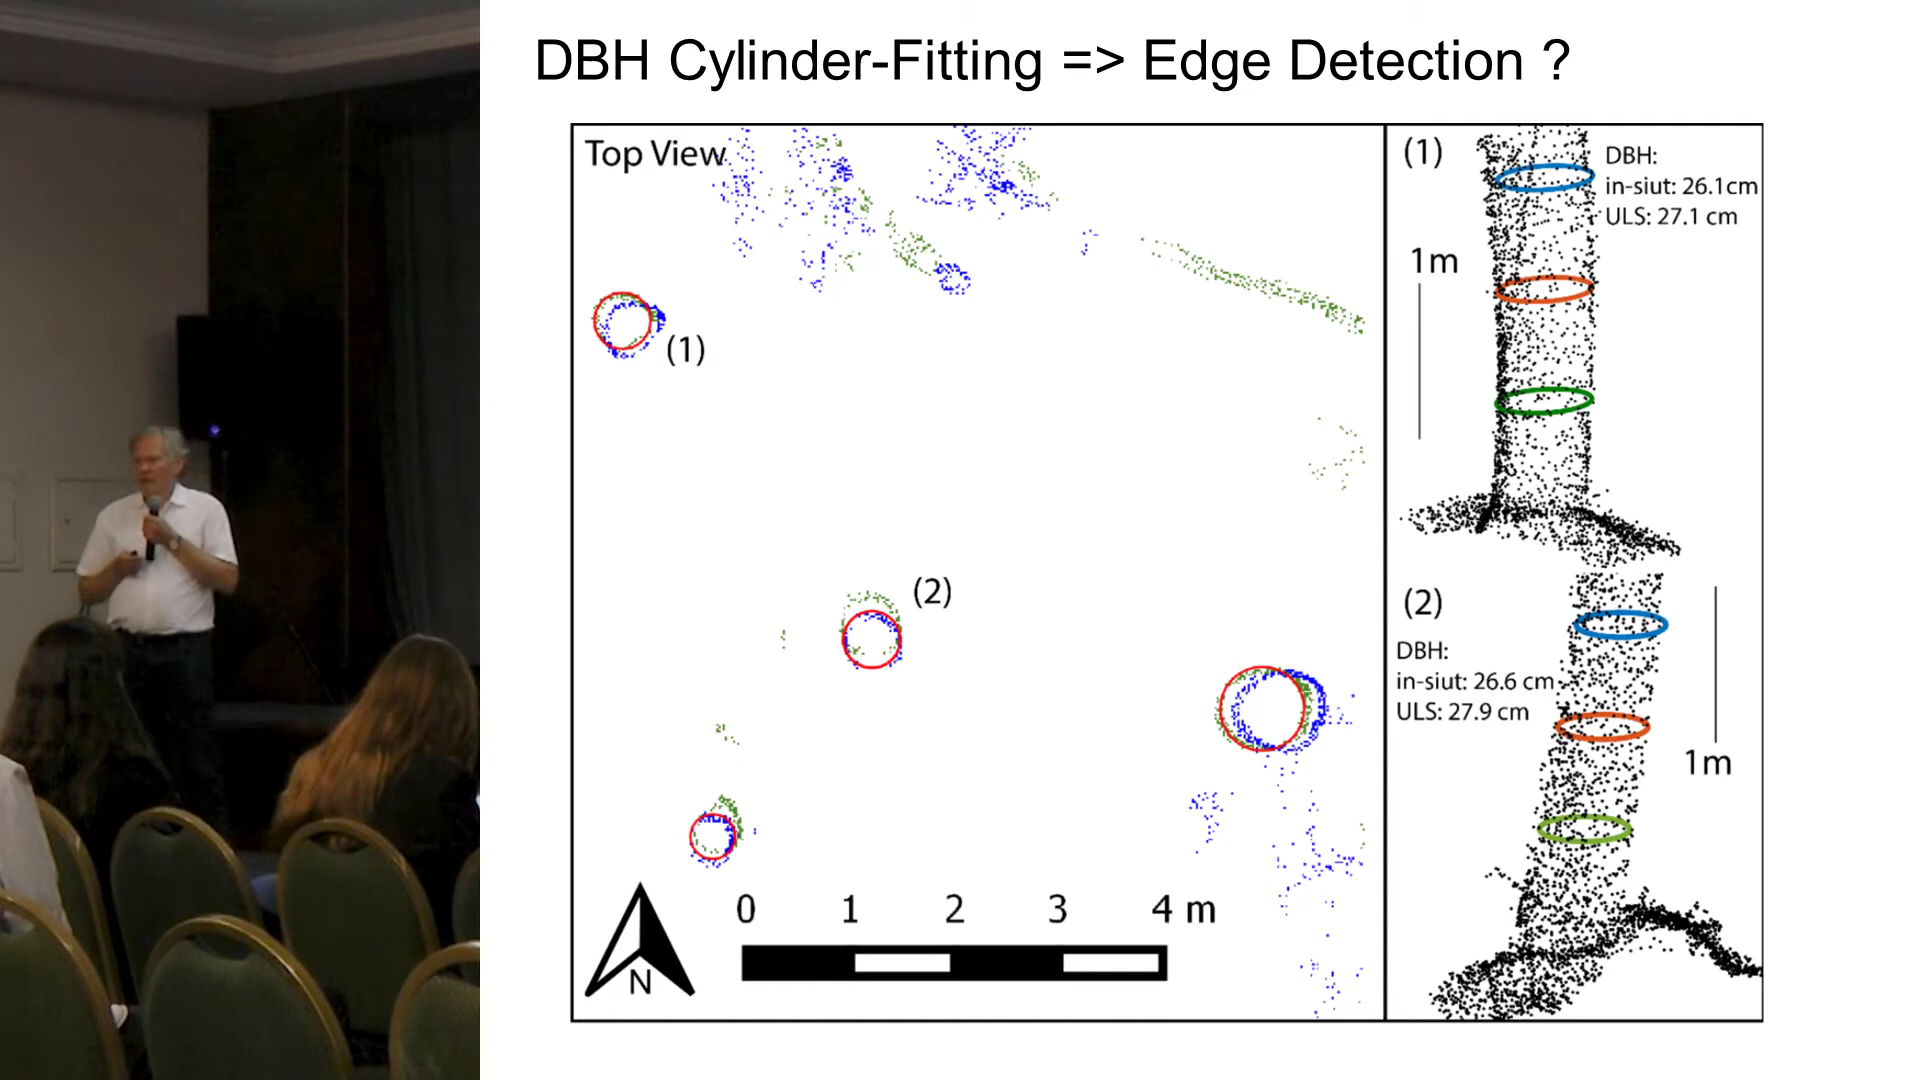 DBH Cylinder-Fitting => Edge Detection ?
Top View
(1)
(2)
0 1 2 3 4 m
N
(1)
DBH:
in-siut: 26.1cm
ULS: 27.1 cm
1m
(2)
DBH:
in-siut: 26.6 cm
ULS: 27.9 cm
1m